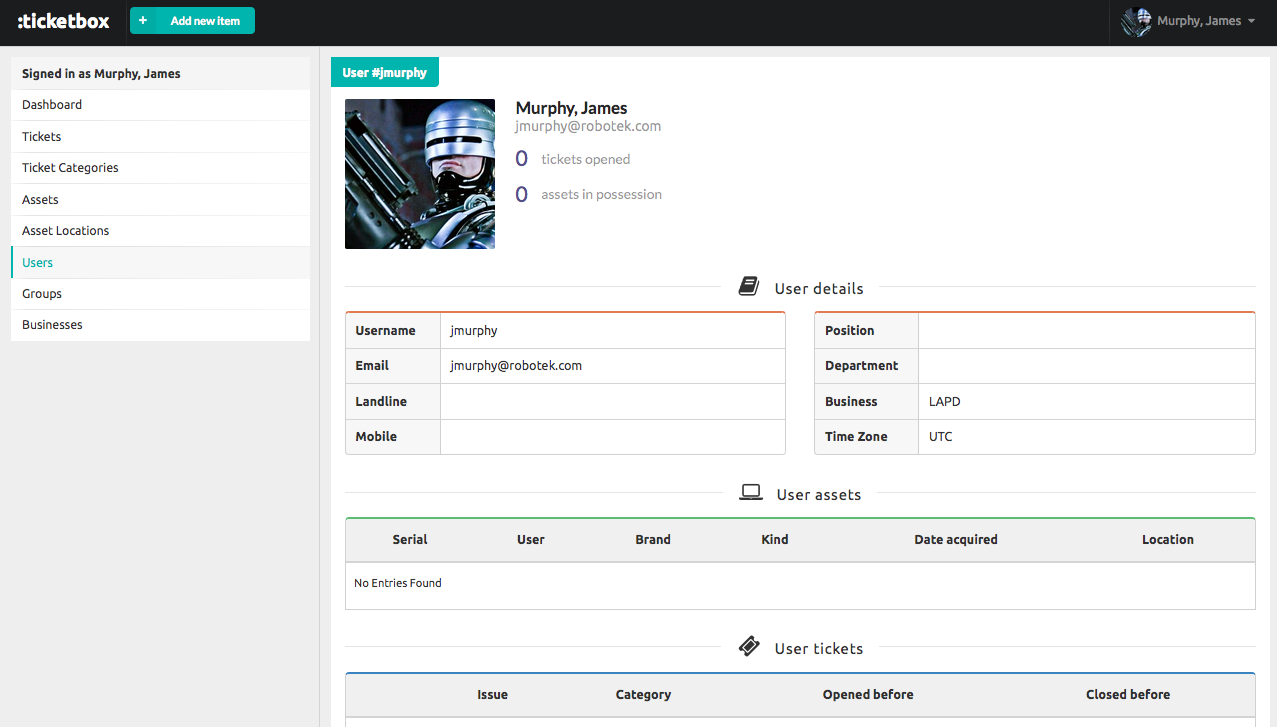 :ticketbox
+ Add new item
Murphy, James
Signed in as Murphy, James
Dashboard
Tickets
Ticket Categories
Assets
Asset Locations
Users
Groups
Businesses
User #jmurphy
Murphy, James
jmurphy@robotek.com
0 tickets opened
0 assets in possession
User details
Username jmurphy
Email jmurphy@robotek.com
Landline
Mobile
Position
Department
Business LAPD
Time Zone UTC
User assets
Serial User Brand Kind Date acquired Location
No Entries Found
User tickets
Issue Category Opened before Closed before